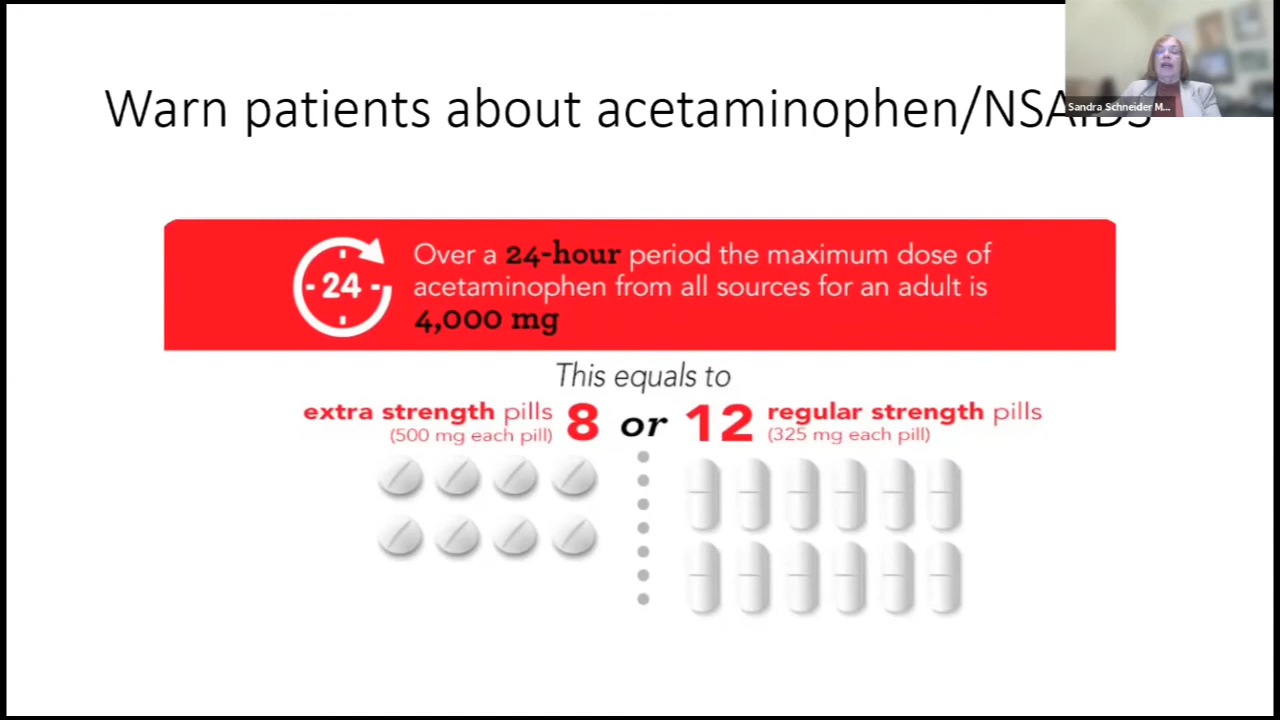 Warn patients about acetaminophen/NSAIDS
Sandra Schneider M...
- 24 -
Over a 24-hour period the maximum dose of
acetaminophen from all sources for an adult is
4,000 mg
This equals to
extra strength pills
(500 mg each pill)
8 or 12
regular strength pills
(325 mg each pill)